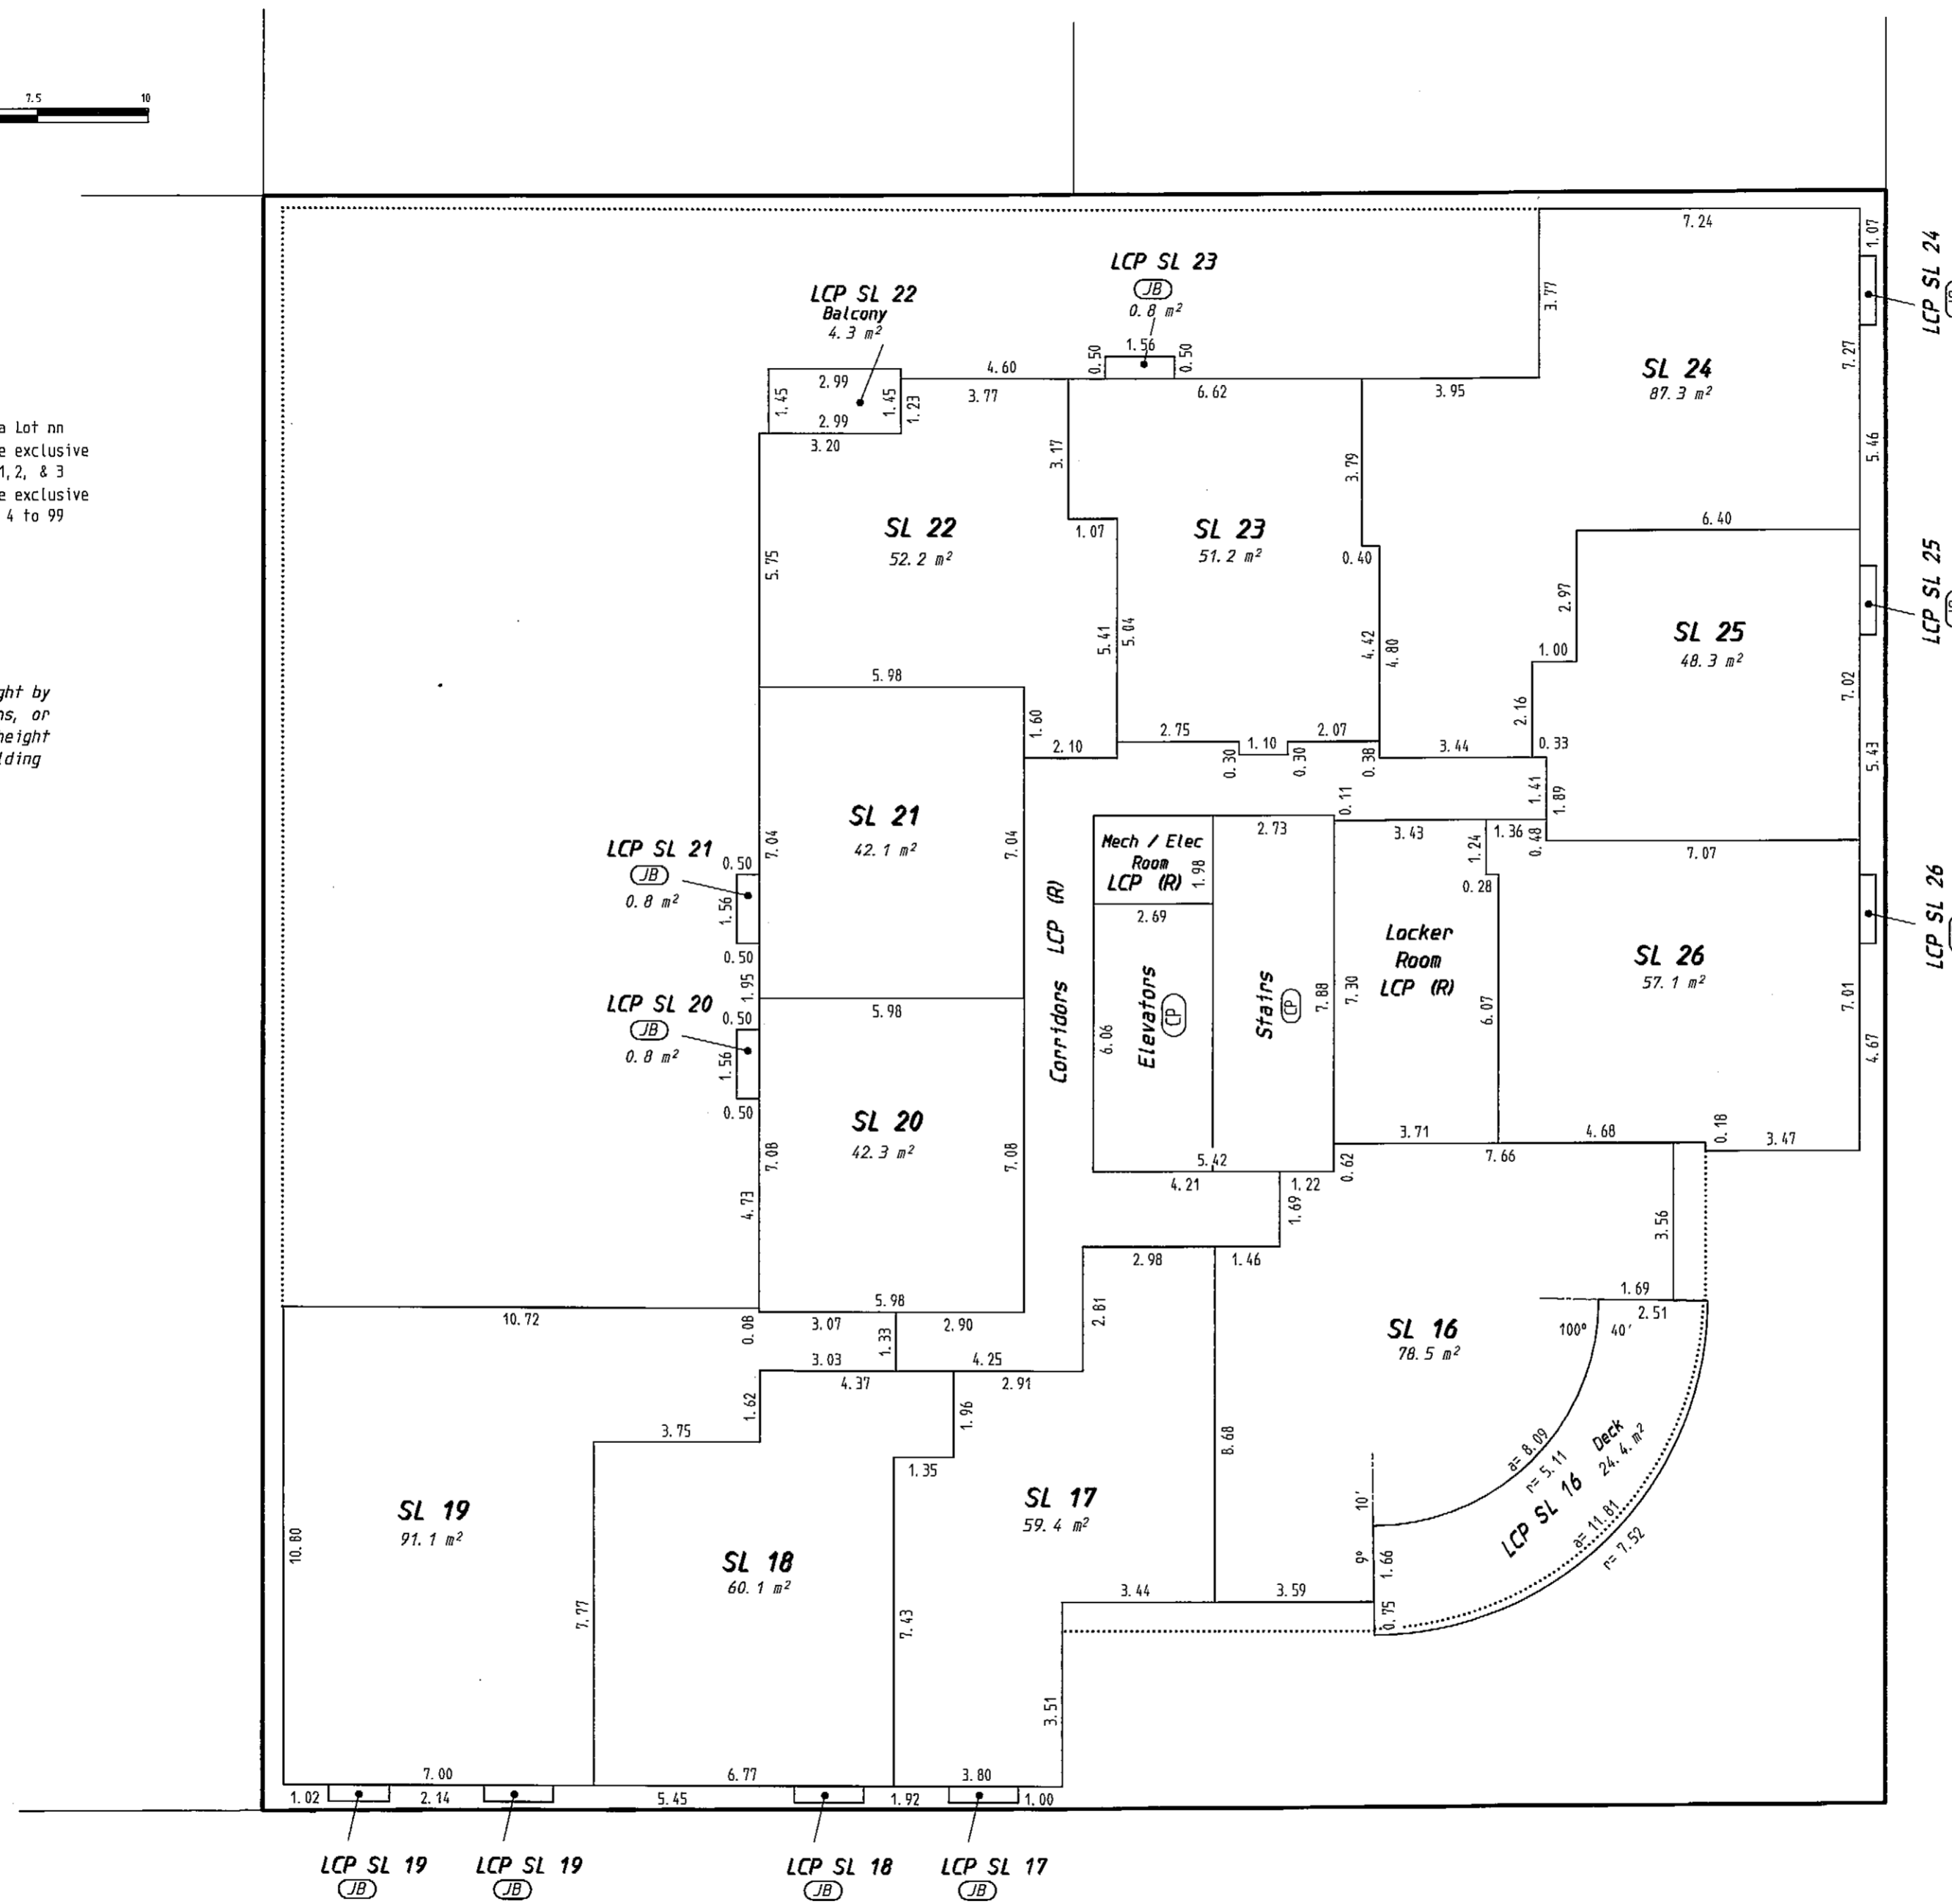 7.5 10
a Lot nn
e exclusive
1, 2, & 3
e exclusive
4 to 99
ght by
ns, or
height
lding
LCP SL 22
Balcony
4.3 m²
2.99
1.45
1.45
1.23
2.99
3.20
4.60
3.77
LCP SL 23
JB
0.8 m²
1.56
0.50
0.50
6.62
3.95
7.24
3.77
1.07
LCP SL 24
7.27
SL 24
87.3 m²
5.46
SL 22
52.2 m²
5.75
3.17
1.07
5.41
5.04
SL 23
51.2 m²
3.79
0.40
4.42
4.80
6.40
2.97
1.00
2.16
0.33
SL 25
48.3 m²
LCP SL 25
7.02
5.43
5.98
1.60
2.10
2.75
0.30
1.10
0.30
2.07
0.38
3.44
1.41
1.89
SL 21
42.1 m²
7.04
7.04
LCP SL 21
JB
0.8 m²
0.50
1.56
0.50
1.95
LCP SL 20
JB
0.8 m²
0.50
1.56
0.50
5.98
SL 20
42.3 m²
7.08
4.73
7.08
5.98
Corridors LCP (R)
Mech / Elec
Room
LCP (R)
1.98
2.73
0.11
2.69
6.06
Elevators
CP
Stairs
CP
7.88
7.30
3.43
1.24
1.36
0.48
0.28
7.07
Locker
Room
LCP (R)
6.07
SL 26
57.1 m²
LCP SL 26
7.01
4.67
3.71
4.68
0.18
3.47
7.66
5.42
4.21
1.22
0.62
1.69
2.98
1.46
2.81
3.56
1.69
2.51
100° 40'
SL 16
78.5 m²
a= 8.09
r= 5.11
Deck
24.4. m²
LCP SL 16
a= 11.81
r= 7.52
9° 10'
1.66
0.75
3.59
3.44
8.68
10.72
0.08
3.07
2.90
1.33
3.03
4.25
4.37
2.91
1.62
1.96
3.75
1.35
SL 19
91.1 m²
10.80
7.77
SL 18
60.1 m²
7.43
SL 17
59.4 m²
3.51
7.00
6.77
3.80
1.02
2.14
5.45
1.92
1.00
LCP SL 19
JB
LCP SL 19
JB
LCP SL 18
JB
LCP SL 17
JB